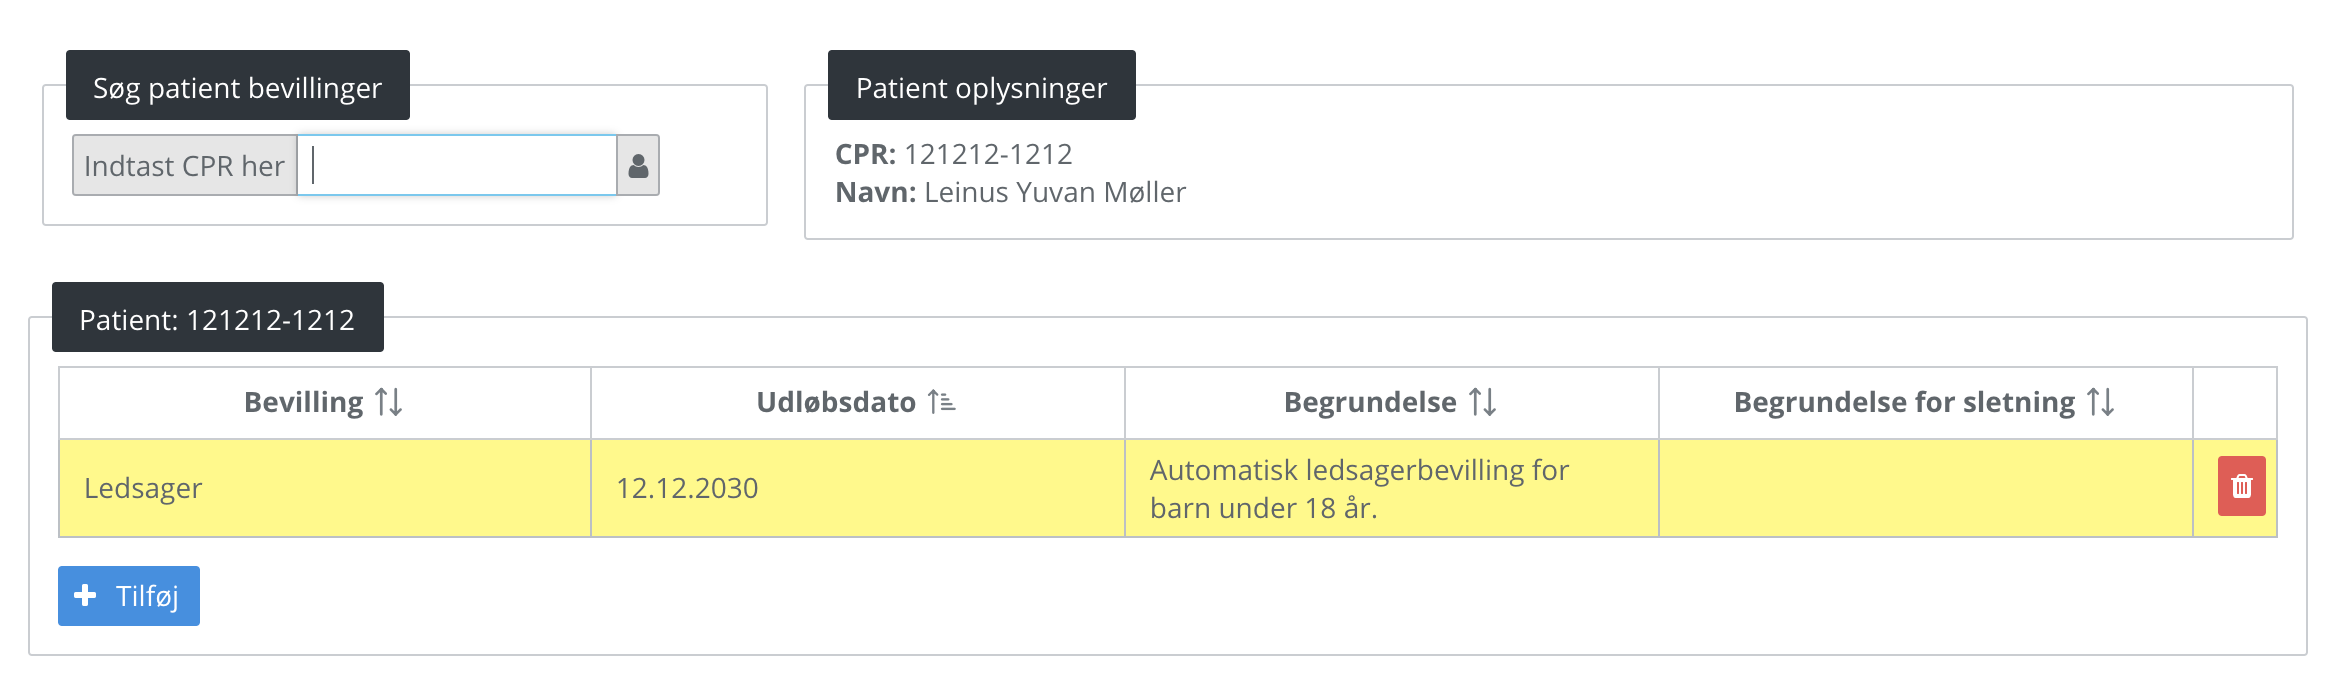 Søg patient bevillinger
Indtast CPR her
Patient oplysninger
CPR: 121212-1212
Navn: Leinus Yuvan Møller
Patient: 121212-1212
Bevilling Udløbsdato Begrundelse Begrundelse for sletning
Ledsager 12.12.2030 Automatisk ledsagerbevilling for
barn under 18 år.
Tilføj